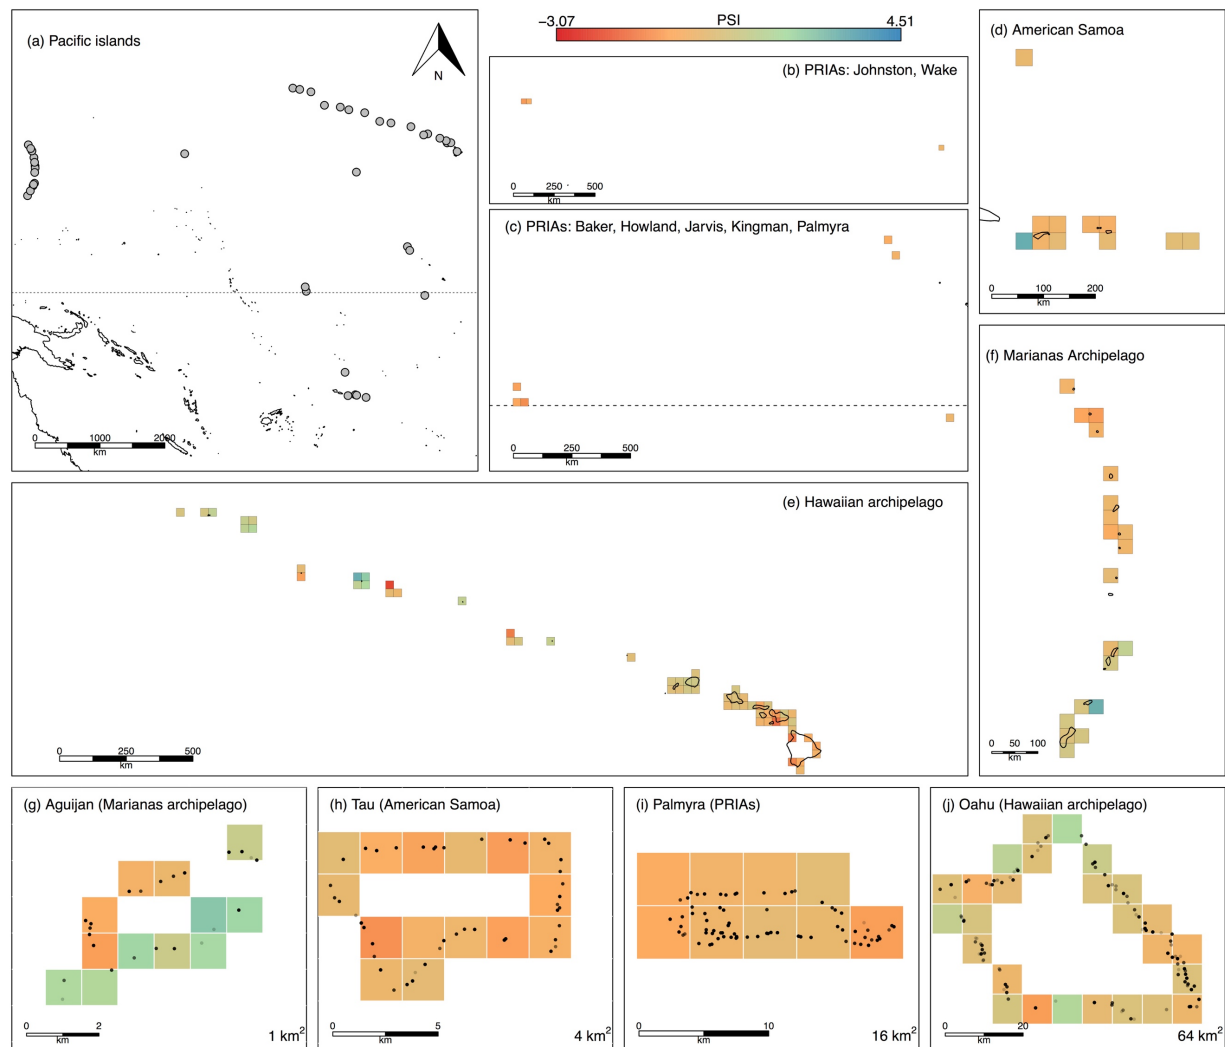 (a) Pacific islands
N
0 1000 2000
km
−3.07 PSI 4.51
(b) PRIAs: Johnston, Wake
0 250 500
km
(c) PRIAs: Baker, Howland, Jarvis, Kingman, Palmyra
0 250 500
km
(d) American Samoa
0 100 200
km
(e) Hawaiian archipelago
0 250 500
km
(f) Marianas Archipelago
0 50 100
km
(g) Aguijan (Marianas archipelago)
0 2
km
1 km²
(h) Tau (American Samoa)
0 5
km
4 km²
(i) Palmyra (PRIAs)
0 10
km
16 km²
(j) Oahu (Hawaiian archipelago)
0 20
km
64 km²